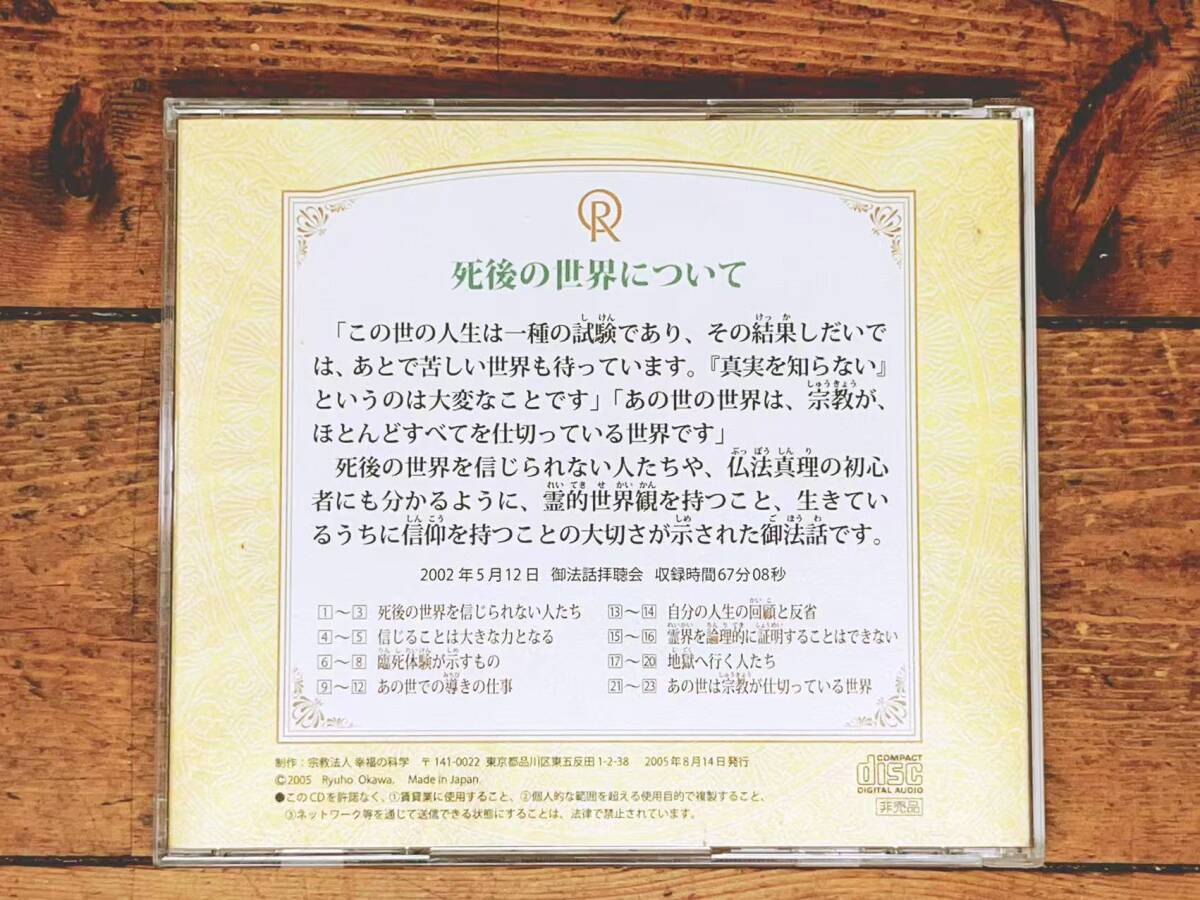 死後の世界について
「この世の人生は一種の試験であり、その結果しだいで
は、あとで苦しい世界も待っています。『真実を知らない』
というのは大変なことです」「あの世の世界は、宗教が、
ほとんどすべてを仕切っている世界です」
死後の世界を信じられない人たちや、仏法真理の初心
者にも分かるように、霊的世界観を持つこと、生きてい
るうちに信仰を持つことの大切さが示された御法話です。
2002年5月12日 御法話拝聴会 収録時間67分08秒
1〜3 死後の世界を信じられない人たち
4〜5 信じることは大きな力となる
6〜8 臨死体験が示すもの
9〜12 あの世での導きの仕事
13〜14 自分の人生の回顧と反省
15〜16 霊界を論理的に証明することはできない
17〜20 地獄へ行く人たち
21〜23 あの世は宗教が仕切っている世界
制作：宗教法人 幸福の科学 〒141-0022 東京都品川区東五反田1-2-38 2005年8月14日発行
©2005 Ryuho Okawa. Made in Japan.
●このCDを許諾なく、①賃貸業に使用すること、②個人的な範囲を超える使用目的で複製すること、
③ネットワーク等を通じて送信できる状態にすることは、法律で禁止されています。
COMPACT
disc
DIGITAL AUDIO
非売品